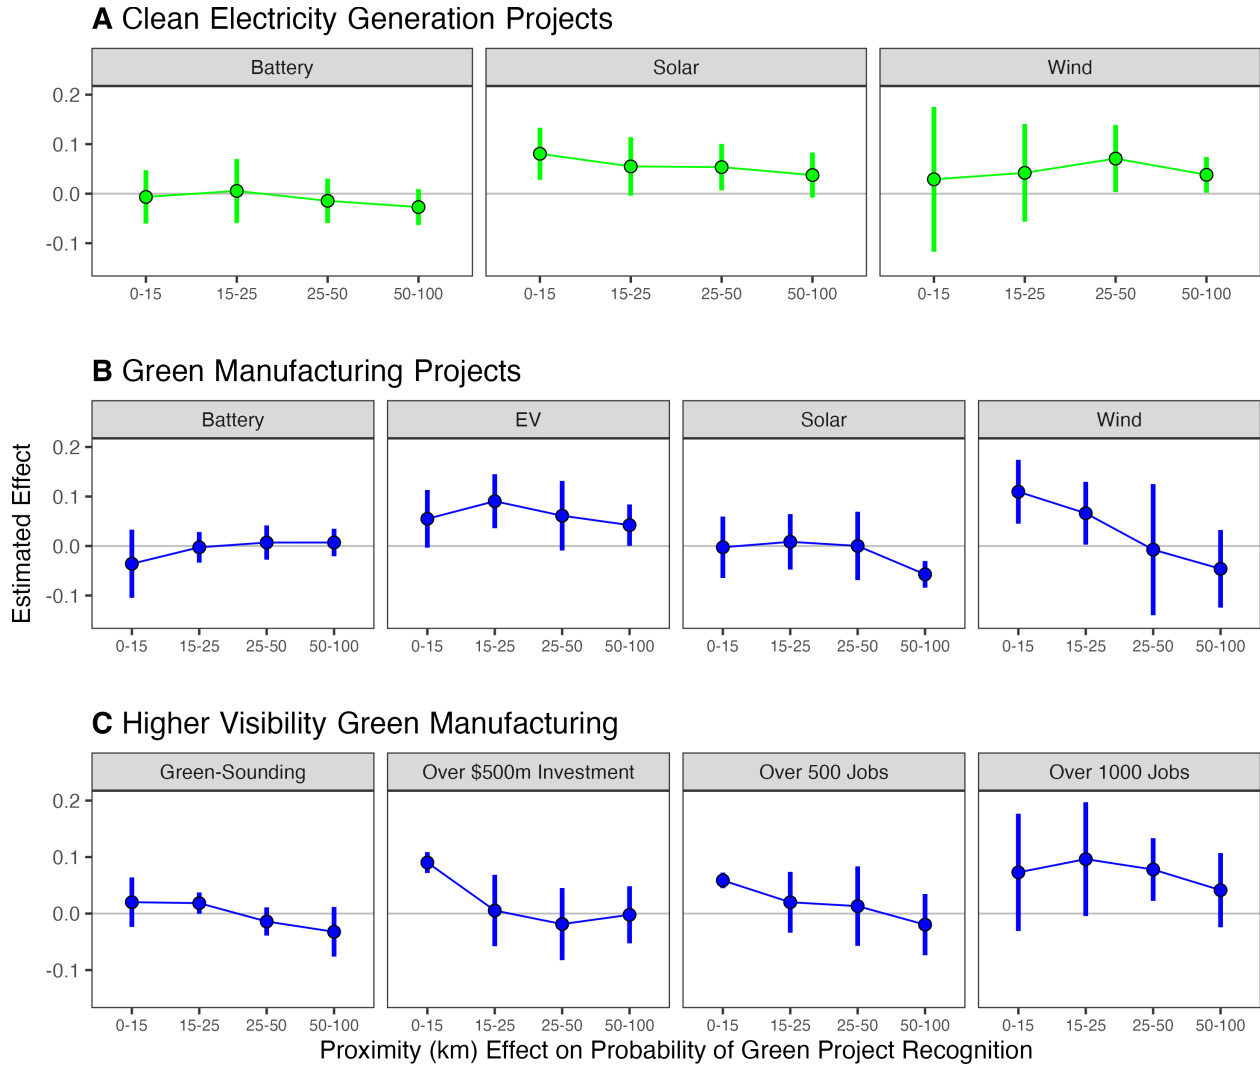 A Clean Electricity Generation Projects
Battery Solar Wind
0.2
0.1
0.0
-0.1
0-15 15-25 25-50 50-100 0-15 15-25 25-50 50-100 0-15 15-25 25-50 50-100
B Green Manufacturing Projects
Battery EV Solar Wind
Estimated Effect
0.2
0.1
0.0
-0.1
0-15 15-25 25-50 50-100 0-15 15-25 25-50 50-100 0-15 15-25 25-50 50-100 0-15 15-25 25-50 50-100
C Higher Visibility Green Manufacturing
Green-Sounding Over $500m Investment Over 500 Jobs Over 1000 Jobs
0.2
0.1
0.0
-0.1
0-15 15-25 25-50 50-100 0-15 15-25 25-50 50-100 0-15 15-25 25-50 50-100 0-15 15-25 25-50 50-100
Proximity (km) Effect on Probability of Green Project Recognition